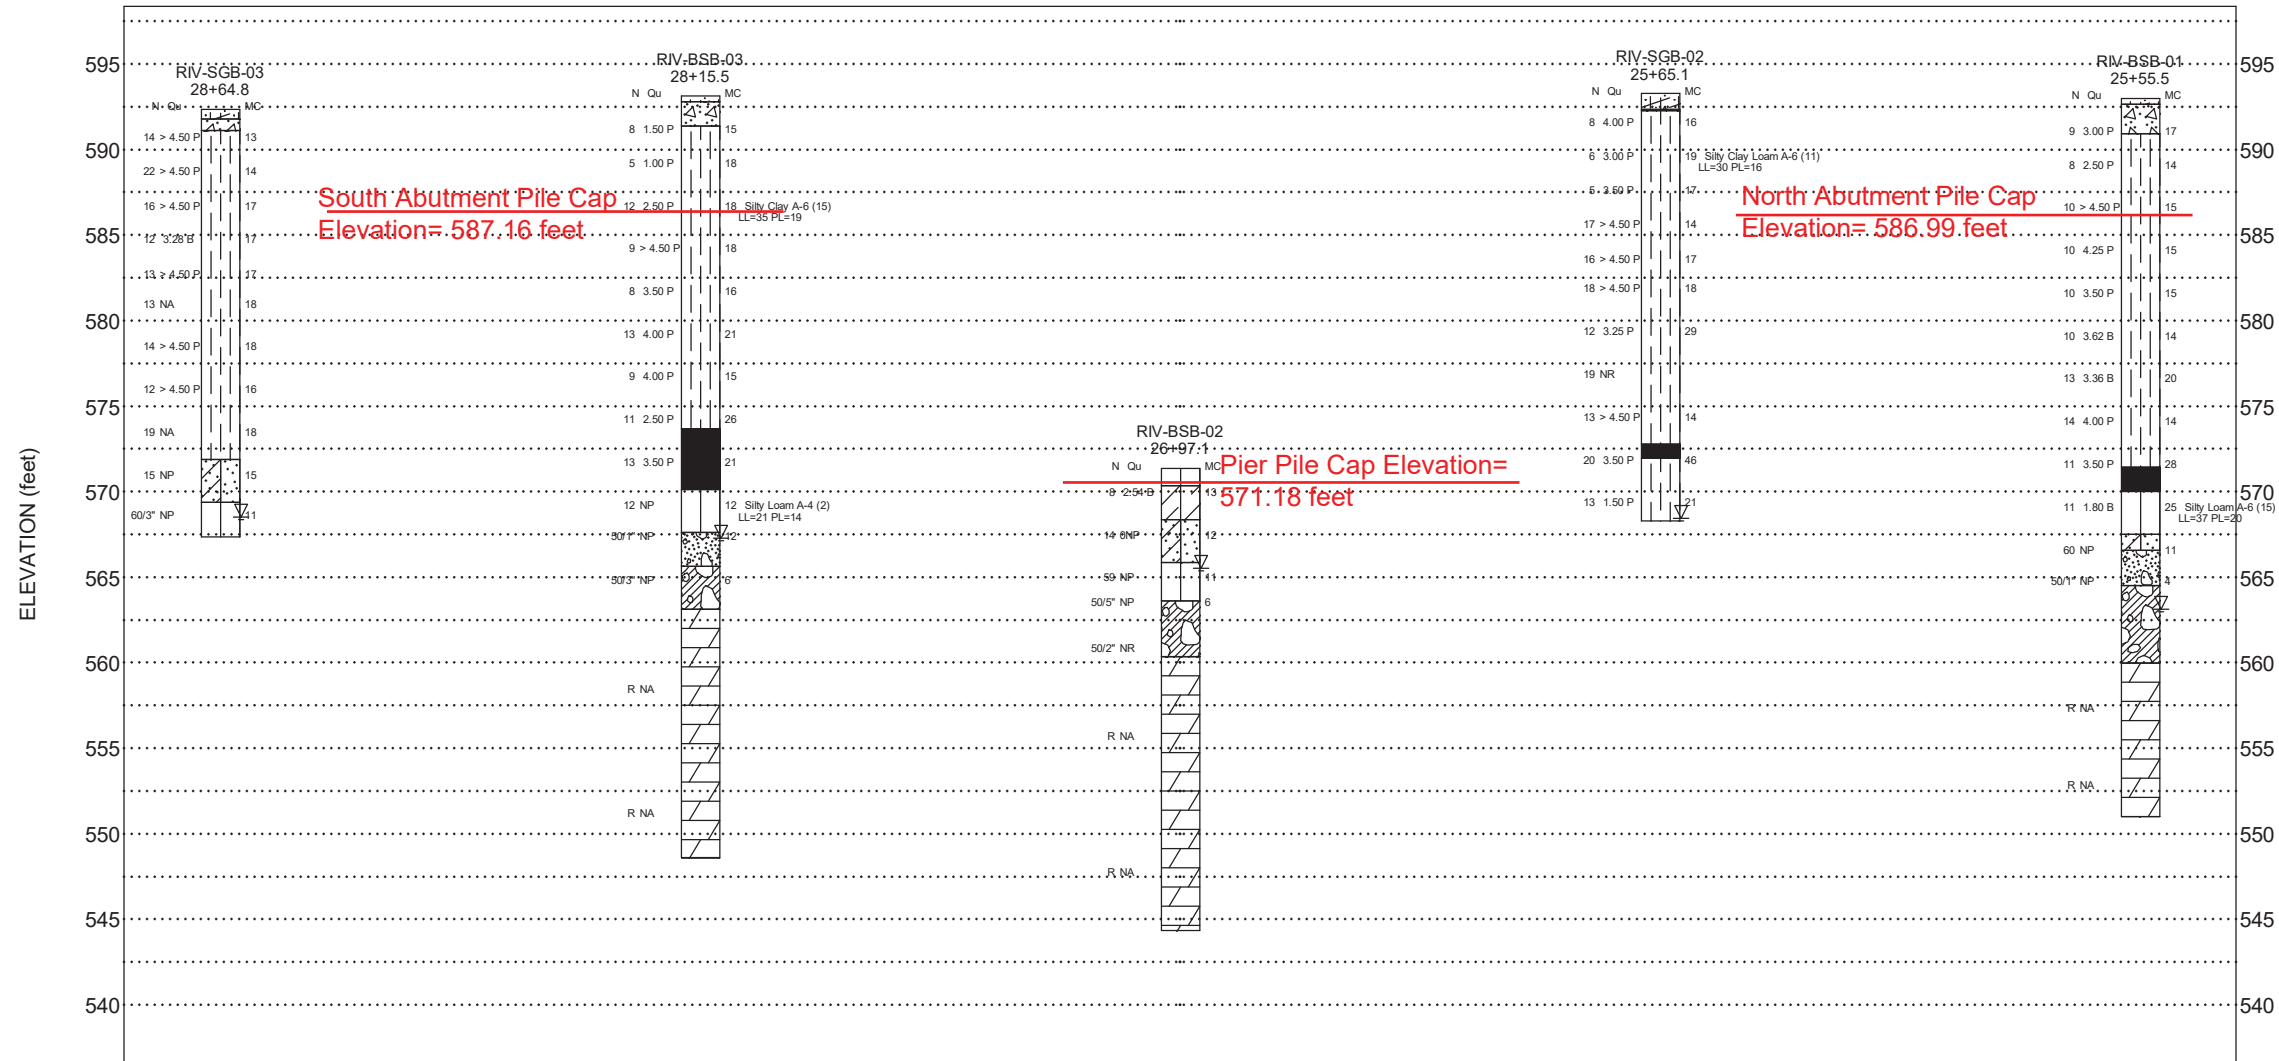 ELEVATION (feet)
595
590
585
580
575
570
565
560
555
550
545
540
RIV-SGB-03
28+64.8
N Qu MC
14 > 4.50 P 13
22 > 4.50 P 14
16 > 4.50 P 17
12 3.28 B 17
13 > 4.50 P 17
13 NA 18
14 > 4.50 P 18
12 > 4.50 P 16
19 NA 18
15 NP 15
60/3" NP 11
South Abutment Pile Cap
Elevation= 587.16 feet
RIV-BSB-03
28+15.5
N Qu MC
8 1.50 P 15
5 1.00 P 18
12 2.50 P 18 Silty Clay A-6 (15)
LL=35 PL=19
9 > 4.50 P 18
8 3.50 P 16
13 4.00 P 21
9 4.00 P 15
11 2.50 P 26
13 3.50 P 21
12 NP 12 Silty Loam A-4 (2)
LL=21 PL=14
50/1" NP 12
50/3" NP 6
R NA
R NA
RIV-BSB-02
26+97.1
N Qu MC
8 2.54 B 13
14 0NP 12
59 NP 11
50/5" NP 6
50/2" NR
R NA
R NA
Pier Pile Cap Elevation=
571.18 feet
RIV-SGB-02
25+65.1
N Qu MC
8 4.00 P 16
6 3.00 P 19 Silty Clay Loam A-6 (11)
LL=30 PL=16
5 3.50 P 17
17 > 4.50 P 14
16 > 4.50 P 17
18 > 4.50 P 18
12 3.25 P 29
19 NR
13 > 4.50 P 14
20 3.50 P 46
13 1.50 P 21
North Abutment Pile Cap
Elevation= 586.99 feet
RIV-BSB-01
25+55.5
N Qu MC
9 3.00 P 17
8 2.50 P 14
10 > 4.50 P 15
10 4.25 P 15
10 3.50 P 15
10 3.62 B 14
13 3.36 B 20
14 4.00 P 14
11 3.50 P 28
11 1.80 B 25 Silty Loam A-6 (15)
LL=37 PL=20
60 NP 11
50/1" NP 4
R NA
R NA
595
590
585
580
575
570
565
560
555
550
545
540